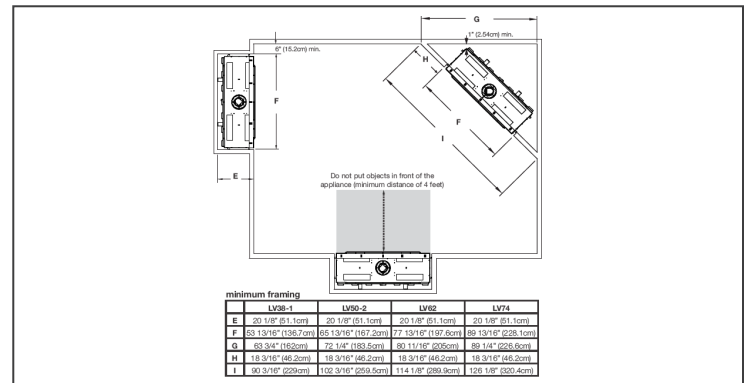 G
1" (2.54cm) min.
6" (15.2cm) min.
H
F
F
I
E
Do not put objects in front of the
appliance (minimum distance of 4 feet)
minimum framing
LV38-1 LV50-2 LV62 LV74
E 20 1/8" (51.1cm) 20 1/8" (51.1cm) 20 1/8" (51.1cm) 20 1/8" (51.1cm)
F 53 13/16" (136.7cm) 65 13/16" (167.2cm) 77 13/16" (197.6cm) 89 13/16" (228.1cm)
G 63 3/4" (162cm) 72 1/4" (183.5cm) 80 11/16" (205cm) 89 1/4" (226.6cm)
H 18 3/16" (46.2cm) 18 3/16" (46.2cm) 18 3/16" (46.2cm) 18 3/16" (46.2cm)
I 90 3/16" (229cm) 102 3/16" (259.5cm) 114 1/8" (289.9cm) 126 1/8" (320.4cm)